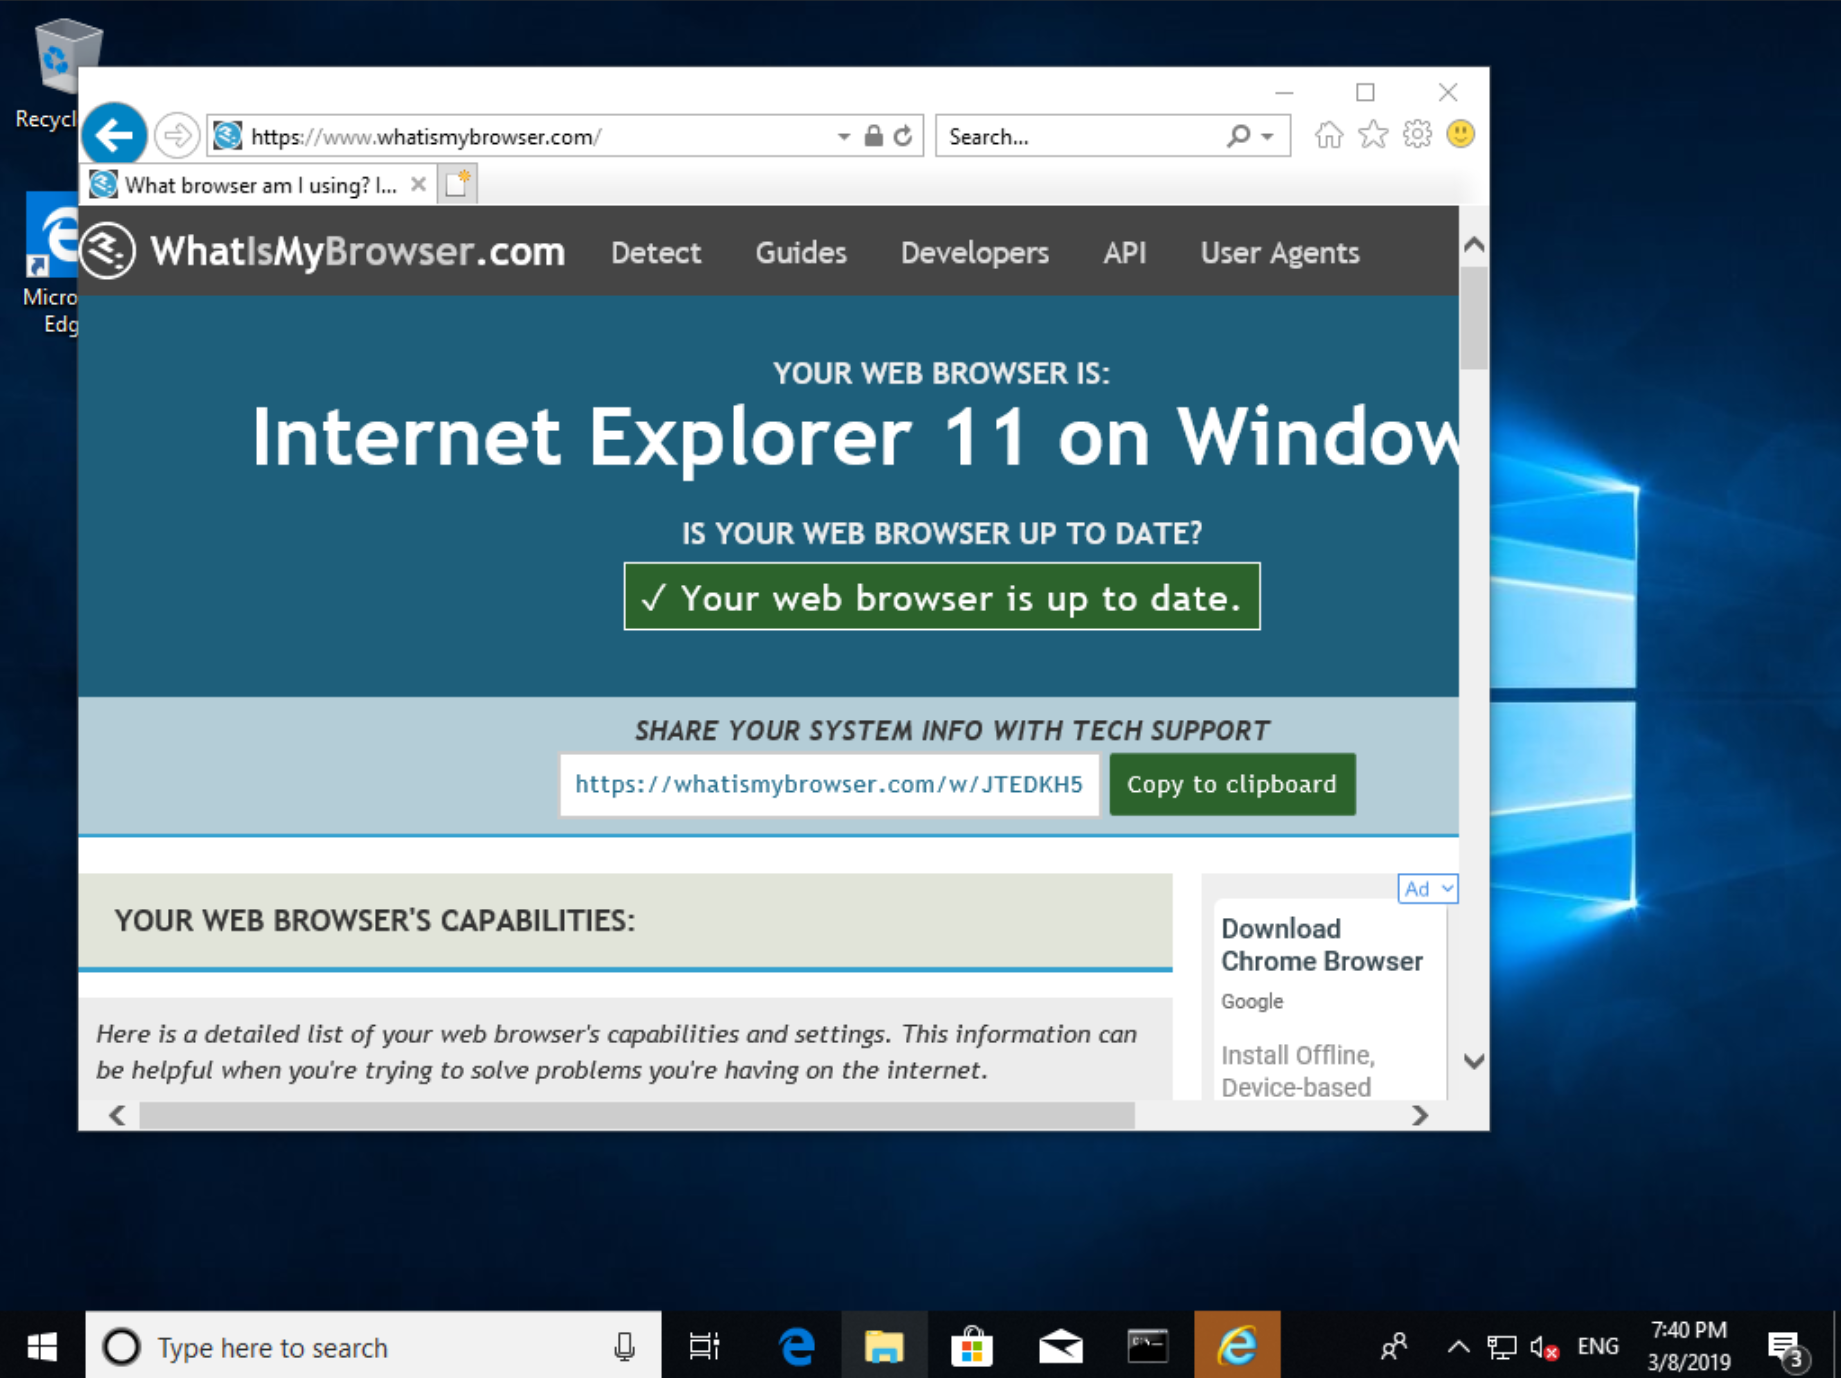 Recycl
https://www.whatismybrowser.com/
Search...
What browser am I using? I...
Micro
Edg
WhatIsMyBrowser.com Detect Guides Developers API User Agents
YOUR WEB BROWSER IS:
Internet Explorer 11 on Window
IS YOUR WEB BROWSER UP TO DATE?
✓ Your web browser is up to date.
SHARE YOUR SYSTEM INFO WITH TECH SUPPORT
https://whatismybrowser.com/w/JTEDKH5 Copy to clipboard
YOUR WEB BROWSER'S CAPABILITIES:
Here is a detailed list of your web browser's capabilities and settings. This information can
be helpful when you're trying to solve problems you're having on the internet.
Ad
Download
Chrome Browser
Google
Install Offline,
Device-based
Type here to search
ENG
7:40 PM
3/8/2019
3